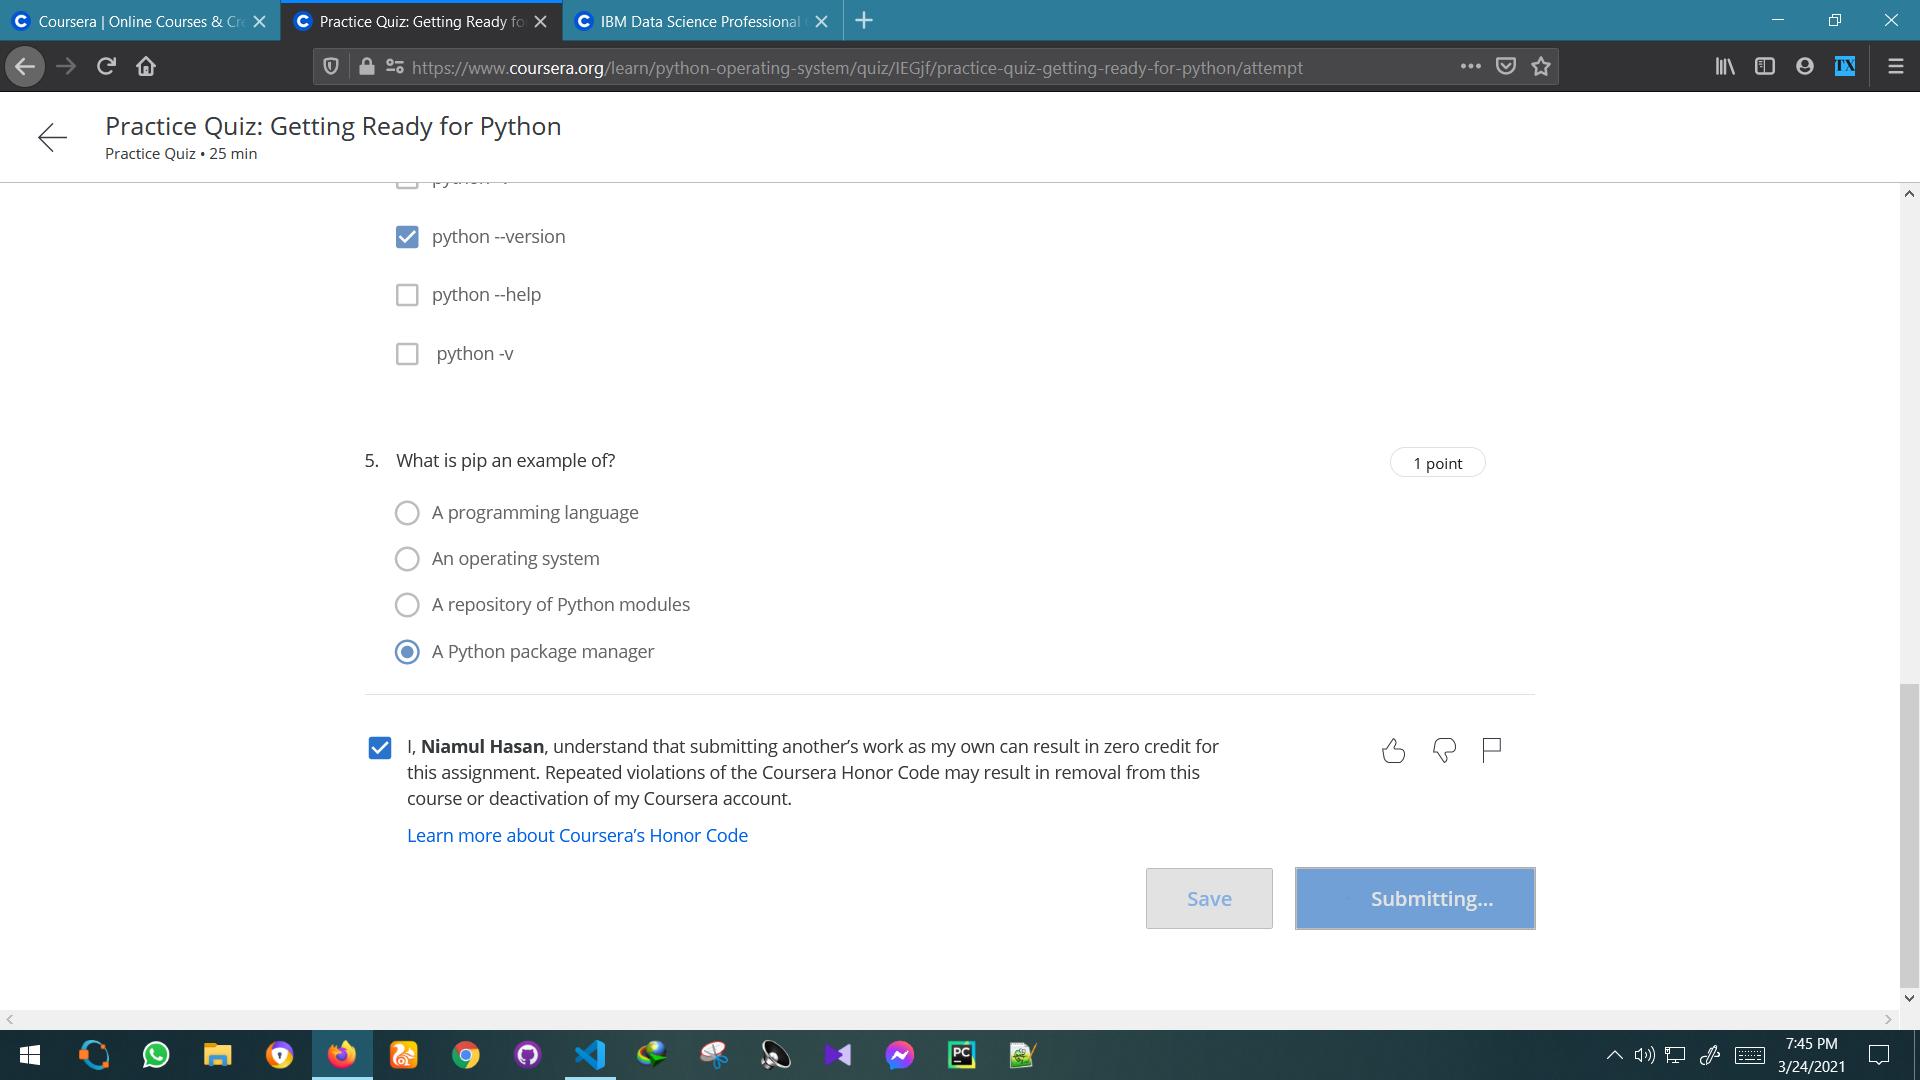 Coursera | Online Courses & Cre
Practice Quiz: Getting Ready fo
IBM Data Science Professional
https://www.coursera.org/learn/python-operating-system/quiz/IEGjf/practice-quiz-getting-ready-for-python/attempt
TX
Practice Quiz: Getting Ready for Python
Practice Quiz • 25 min
python --version
python --help
python -v
5. What is pip an example of?
1 point
A programming language
An operating system
A repository of Python modules
A Python package manager
I, Niamul Hasan, understand that submitting another’s work as my own can result in zero credit for
this assignment. Repeated violations of the Coursera Honor Code may result in removal from this
course or deactivation of my Coursera account.
Learn more about Coursera’s Honor Code
Save
Submitting...
PC
7:45 PM
3/24/2021